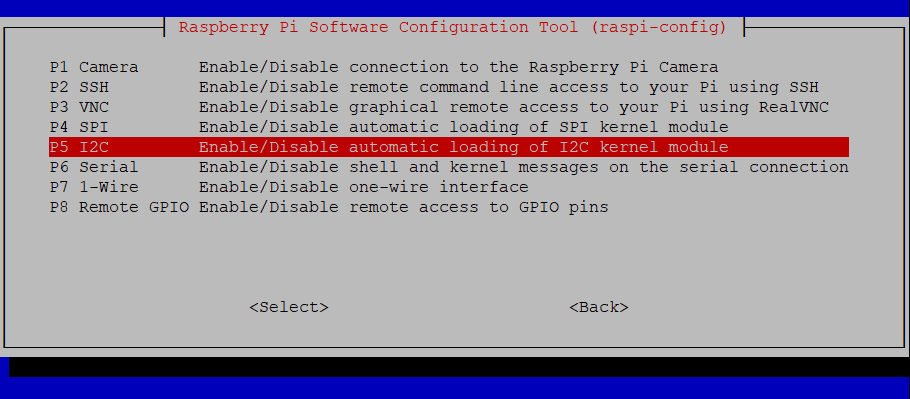 Raspberry Pi Software Configuration Tool (raspi-config)
P1 Camera Enable/Disable connection to the Raspberry Pi Camera
P2 SSH Enable/Disable remote command line access to your Pi using SSH
P3 VNC Enable/Disable graphical remote access to your Pi using RealVNC
P4 SPI Enable/Disable automatic loading of SPI kernel module
P5 I2C Enable/Disable automatic loading of I2C kernel module
P6 Serial Enable/Disable shell and kernel messages on the serial connection
P7 1-Wire Enable/Disable one-wire interface
P8 Remote GPIO Enable/Disable remote access to GPIO pins
<Select> <Back>